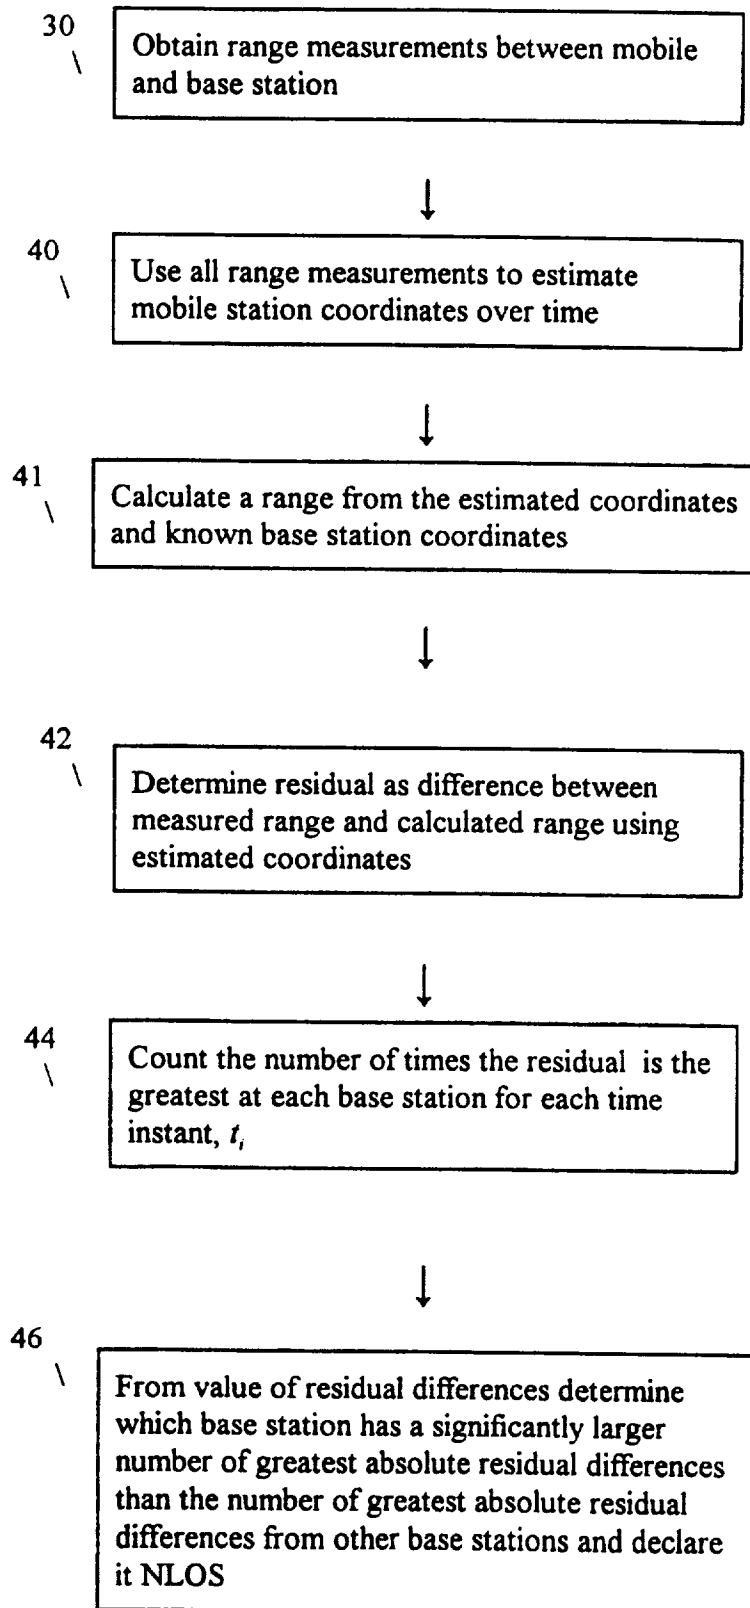 30
Obtain range measurements between mobile
and base station
40
Use all range measurements to estimate
mobile station coordinates over time
41
Calculate a range from the estimated coordinates
and known base station coordinates
42
Determine residual as difference between
measured range and calculated range using
estimated coordinates
44
Count the number of times the residual is the
greatest at each base station for each time
instant, tᵢ
46
From value of residual differences determine
which base station has a significantly larger
number of greatest absolute residual differences
than the number of greatest absolute residual
differences from other base stations and declare
it NLOS